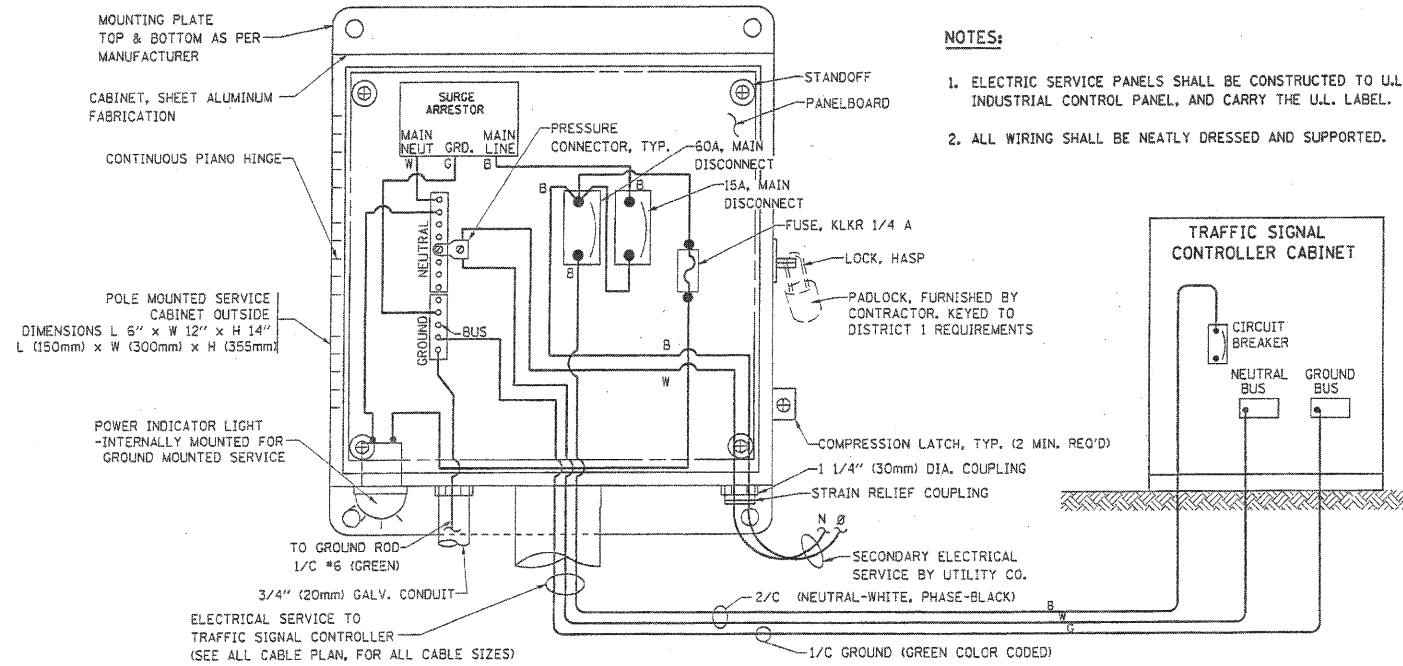 MOUNTING PLATE
TOP & BOTTOM AS PER
MANUFACTURER
CABINET, SHEET ALUMINUM
FABRICATION
CONTINUOUS PIANO HINGE
POLE MOUNTED SERVICE
CABINET OUTSIDE
DIMENSIONS L 6" x W 12" x H 14"
L (150mm) x W (300mm) x H (355mm)
POWER INDICATOR LIGHT
-INTERNALLY MOUNTED FOR
GROUND MOUNTED SERVICE
SURGE
ARRESTOR
MAIN
NEUT
GRD.
MAIN
LINE
W
G
B
NEUTRAL
GROUND
BUS
PRESSURE
CONNECTOR, TYP.
STANDOFF
PANELBOARD
60A, MAIN
DISCONNECT
15A, MAIN
DISCONNECT
B
B
B
FUSE, KLKR 1/4 A
LOCK, HASP
PADLOCK, FURNISHED BY
CONTRACTOR. KEYED TO
DISTRICT 1 REQUIREMENTS
B
W
COMPRESSION LATCH, TYP. (2 MIN. REQ'D)
1 1/4" (30mm) DIA. COUPLING
STRAIN RELIEF COUPLING
N Ø
SECONDARY ELECTRICAL
SERVICE BY UTILITY CO.
TO GROUND ROD
1/C #6 (GREEN)
3/4" (20mm) GALV. CONDUIT
ELECTRICAL SERVICE TO
TRAFFIC SIGNAL CONTROLLER
(SEE ALL CABLE PLAN, FOR ALL CABLE SIZES)
2/C (NEUTRAL-WHITE, PHASE-BLACK)
B
W
G
1/C GROUND (GREEN COLOR CODED)
NOTES:
1. ELECTRIC SERVICE PANELS SHALL BE CONSTRUCTED TO U.L
INDUSTRIAL CONTROL PANEL, AND CARRY THE U.L. LABEL.
2. ALL WIRING SHALL BE NEATLY DRESSED AND SUPPORTED.
TRAFFIC SIGNAL
CONTROLLER CABINET
CIRCUIT
BREAKER
NEUTRAL
BUS
GROUND
BUS